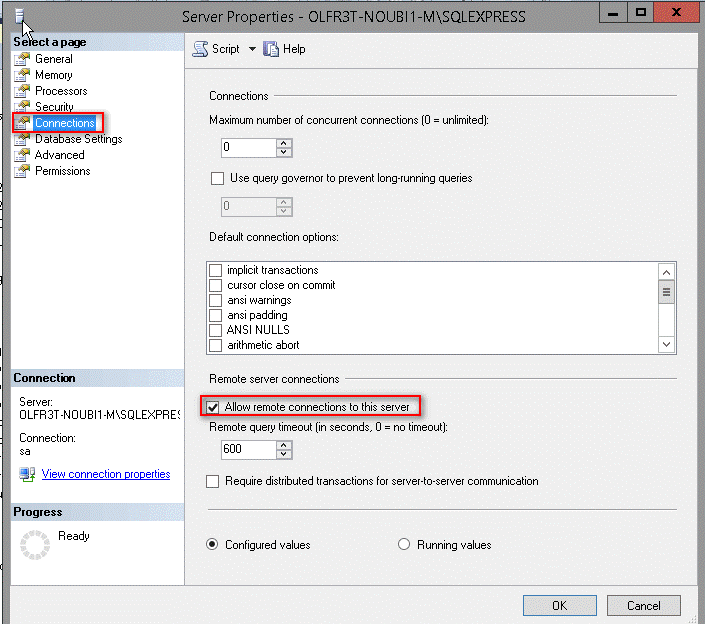 Server Properties - OLFR3T-NOUBI1-M\SQLEXPRESS
Select a page
General
Memory
Processors
Security
Connections
Database Settings
Advanced
Permissions
Connection
Server:
OLFR3T-NOUBI1-M\SQLEXPRES
Connection:
sa
View connection properties
Progress
Ready
Script Help
Connections
Maximum number of concurrent connections (0 = unlimited):
0
Use query governor to prevent long-running queries
0
Default connection options:
implicit transactions
cursor close on commit
ansi warnings
ansi padding
ANSI NULLS
arithmetic abort
Remote server connections
Allow remote connections to this server
Remote query timeout (in seconds, 0 = no timeout):
600
Require distributed transactions for server-to-server communication
Configured values Running values
OK Cancel